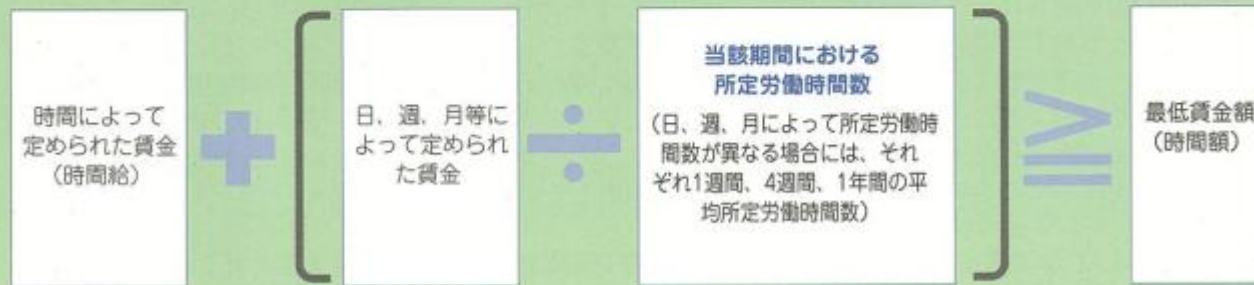 時間によって
定められた賃金
（時間給）
＋
日、週、月等に
よって定められ
た賃金
÷
当該期間における
所定労働時間数
（日、週、月によって所定労働時
間数が異なる場合には、それ
ぞれ1週間、4週間、1年間の平
均所定労働時間数）
≧
最低賃金額
（時間額）